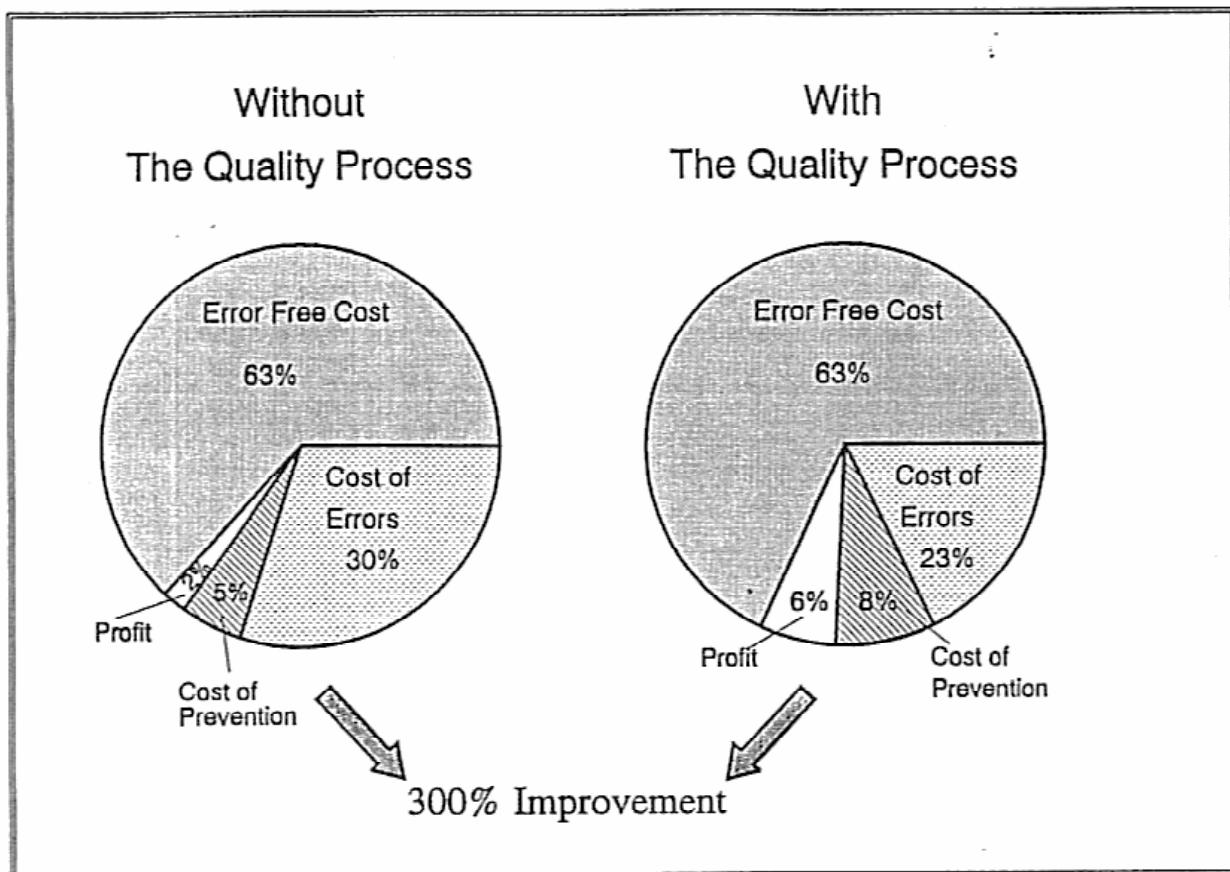 Without
The Quality Process
Error Free Cost
63%
Cost of
Errors
30%
2%
5%
Profit
Cost of
Prevention
With
The Quality Process
Error Free Cost
63%
Cost of
Errors
23%
6%
8%
Profit
Cost of
Prevention
300% Improvement